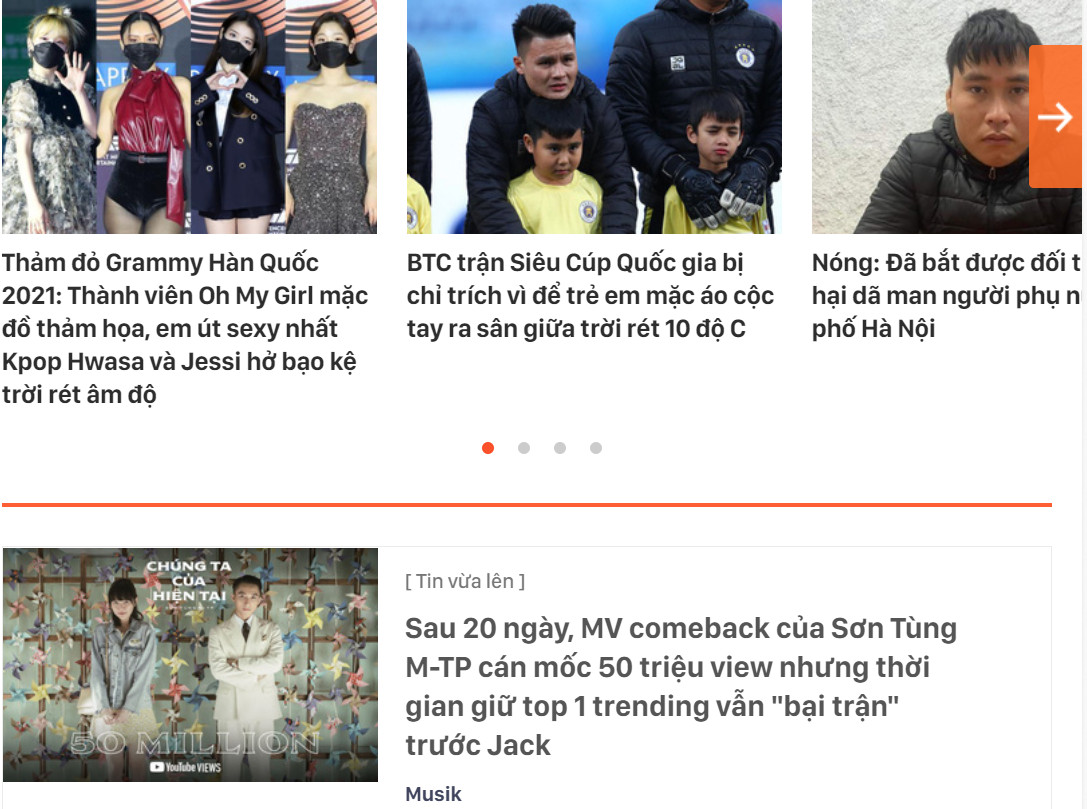 Thảm đỏ Grammy Hàn Quốc
2021: Thành viên Oh My Girl mặc
đồ thảm họa, em út sexy nhất
Kpop Hwasa và Jessi hở bạo kệ
trời rét âm độ
BTC trận Siêu Cúp Quốc gia bị
chỉ trích vì để trẻ em mặc áo cộc
tay ra sân giữa trời rét 10 độ C
Nóng: Đã bắt được đối t
hại dã man người phụ n
phố Hà Nội
CHÚNG TA
CỦA
HIỆN TẠI
50 MILLION
YouTube VIEWS
[ Tin vừa lên ]
Sau 20 ngày, MV comeback của Sơn Tùng
M-TP cán mốc 50 triệu view nhưng thời
gian giữ top 1 trending vẫn "bại trận"
trước Jack
Musik